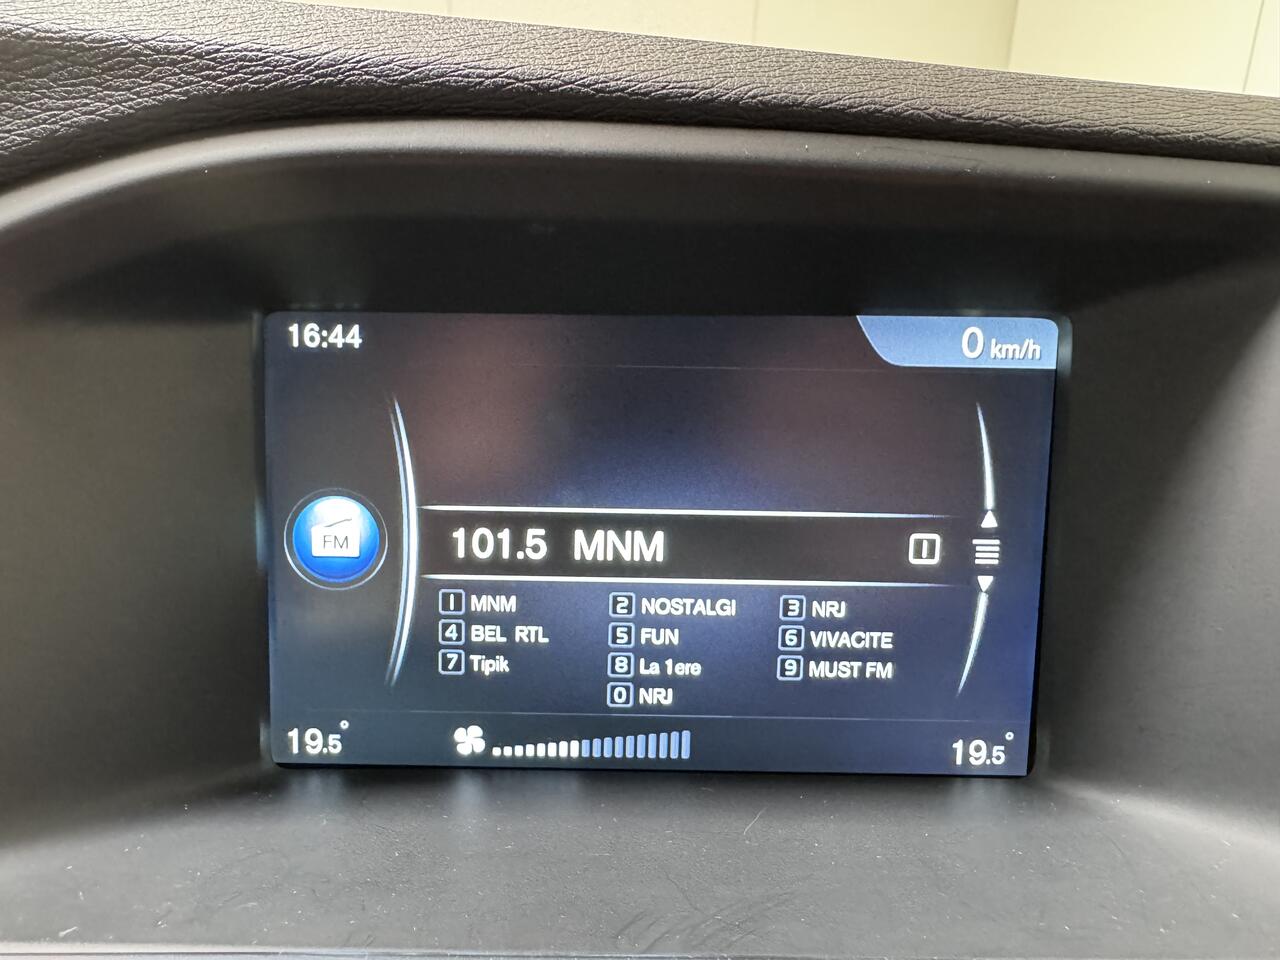 16:44
0 km/h
FM
101.5 MNM 1
1 MNM 2 NOSTALGI 3 NRJ
4 BEL RTL 5 FUN 6 VIVACITE
7 Tipik 8 La 1ere 9 MUST FM
0 NRJ
19.5° 19.5°